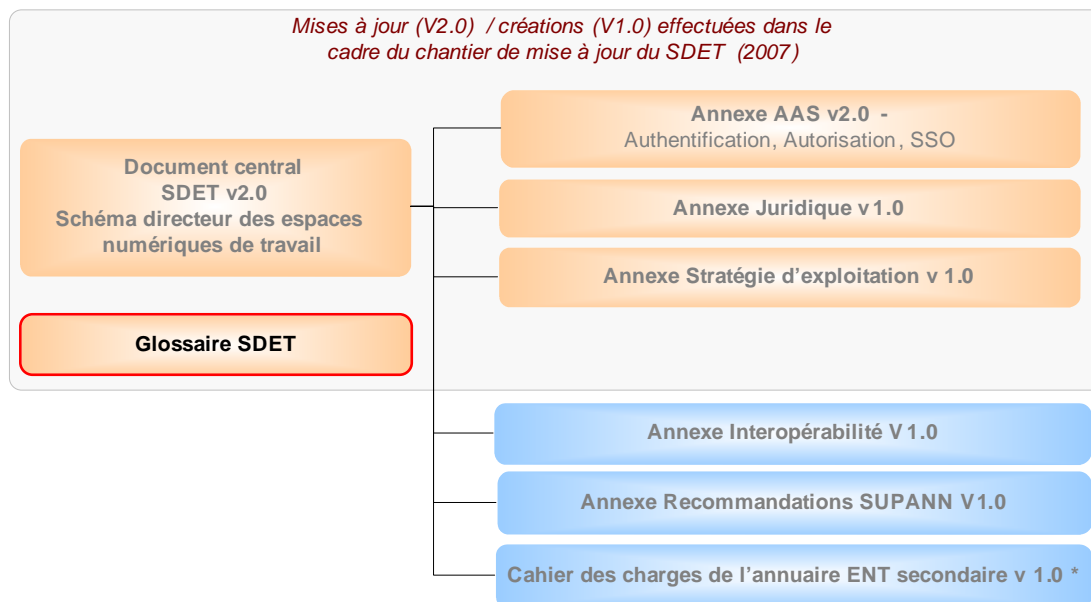 Mises à jour (V2.0) / créations (V1.0) effectuées dans le
cadre du chantier de mise à jour du SDET (2007)
Document central
SDET v2.0
Schéma directeur des espaces
numériques de travail
Glossaire SDET
Annexe AAS v2.0 -
Authentification, Autorisation, SSO
Annexe Juridique v 1.0
Annexe Stratégie d'exploitation v 1.0
Annexe Interopérabilité V 1.0
Annexe Recommandations SUPANN V1.0
Cahier des charges de l'annuaire ENT secondaire v 1.0 *